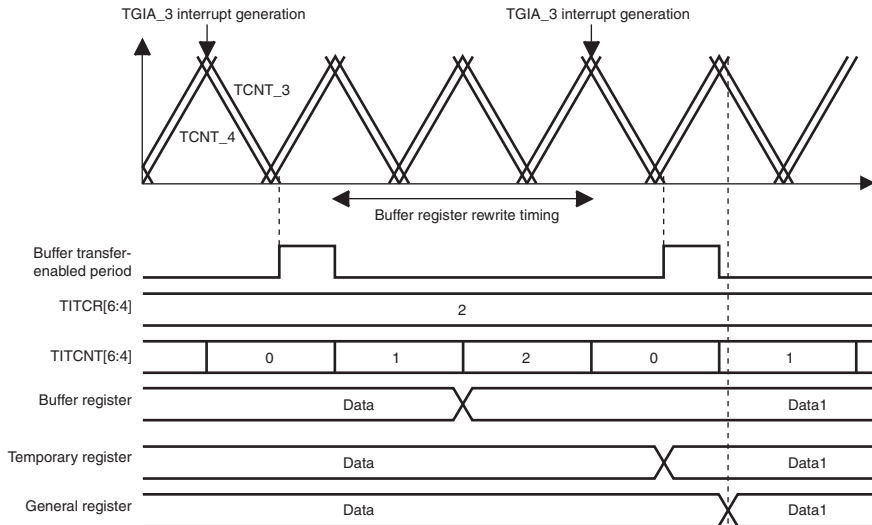 TGIA_3 interrupt generation
TGIA_3 interrupt generation
TCNT_3
TCNT_4
Buffer register rewrite timing
Buffer transfer-
enabled period
TITCR[6:4]
2
TITCNT[6:4]
0
1
2
0
1
Buffer register
Data
Data1
Temporary register
Data
Data1
General register
Data
Data1